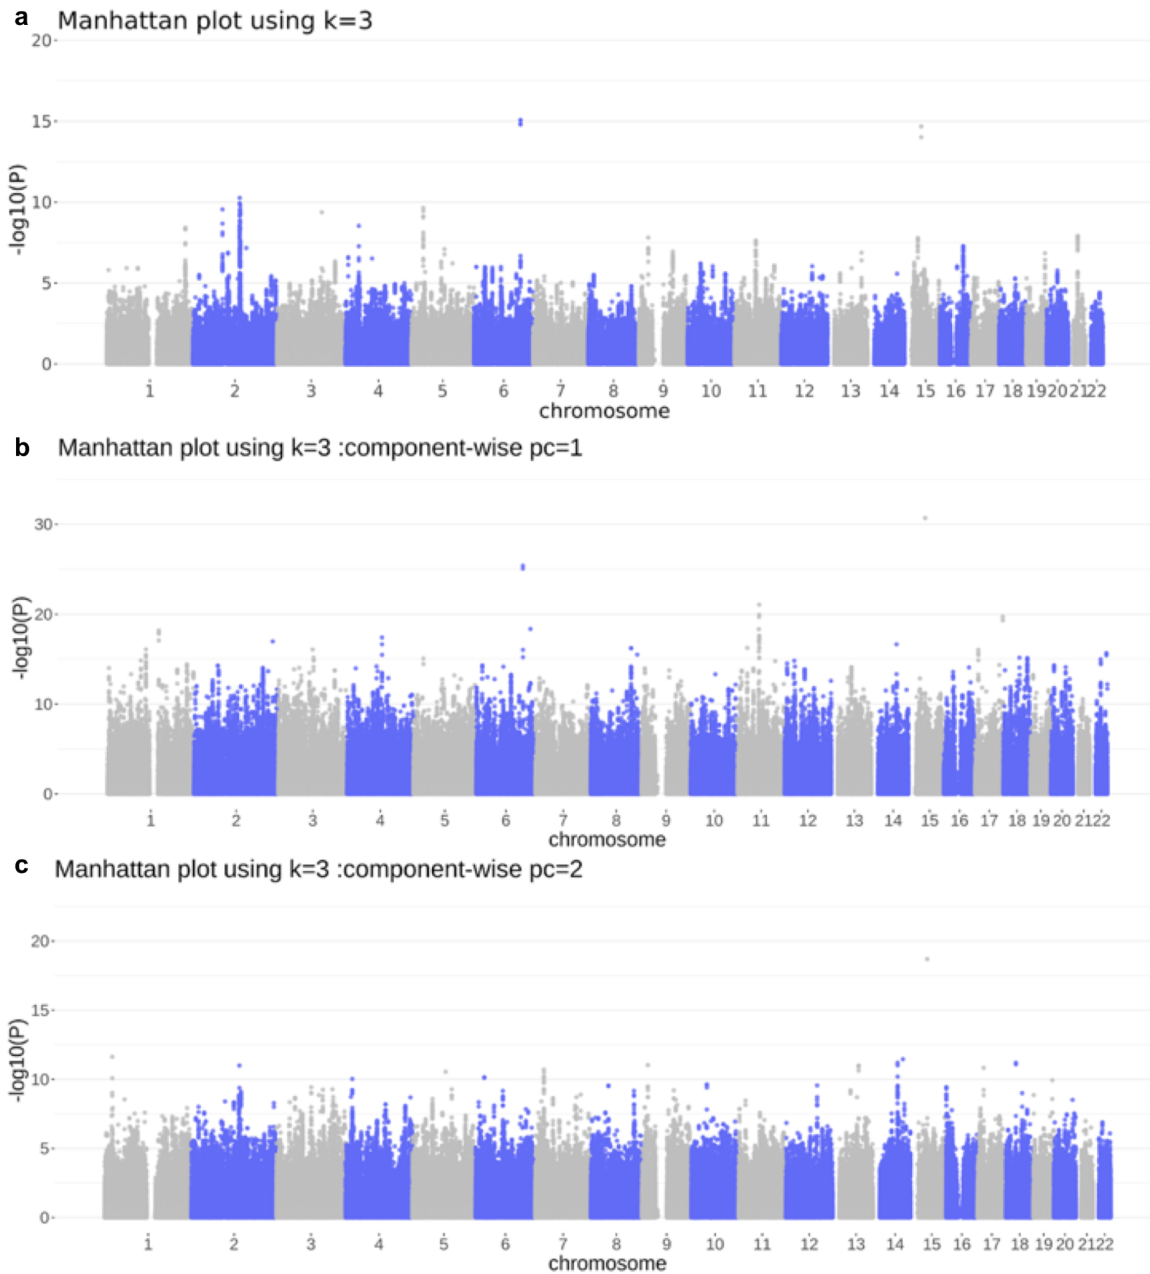 a Manhattan plot using k=3
20
15
10
5
0
-log10(P)
1 2 3 4 5 6 7 8 9 10 11 12 13 14 15 16 17 18 19 20 21 22
chromosome
b Manhattan plot using k=3 :component-wise pc=1
30
20
10
0
-log10(P)
1 2 3 4 5 6 7 8 9 10 11 12 13 14 15 16 17 18 19 20 21 22
chromosome
c Manhattan plot using k=3 :component-wise pc=2
20
15
10
5
0
-log10(P)
1 2 3 4 5 6 7 8 9 10 11 12 13 14 15 16 17 18 19 20 21 22
chromosome